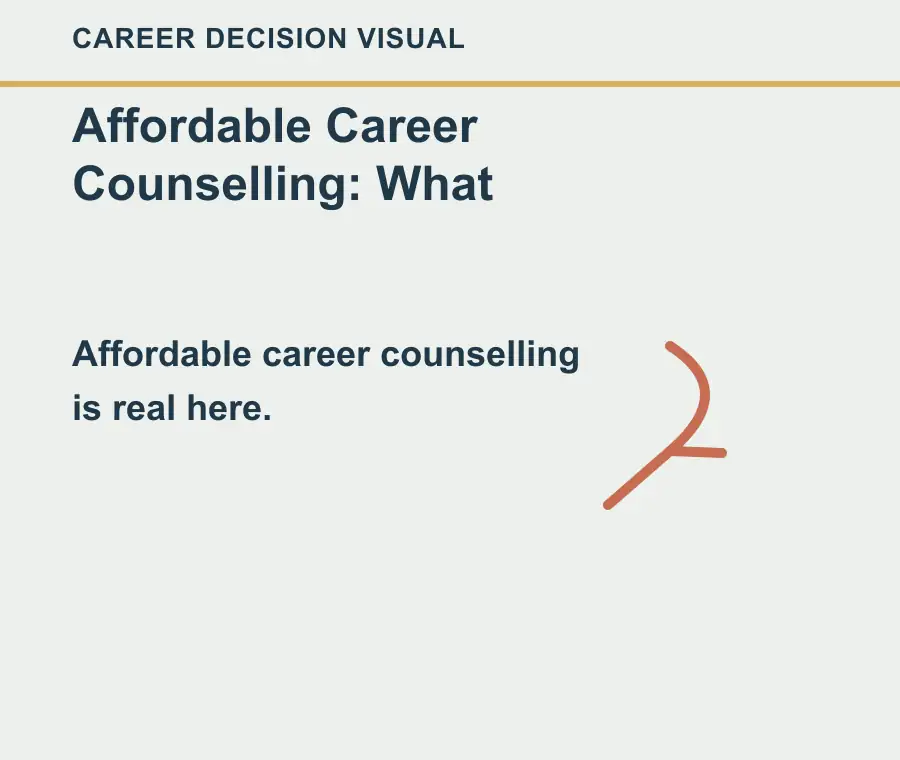 CAREER DECISION VISUAL
Affordable Career
Counselling: What
Affordable career counselling
is real here.